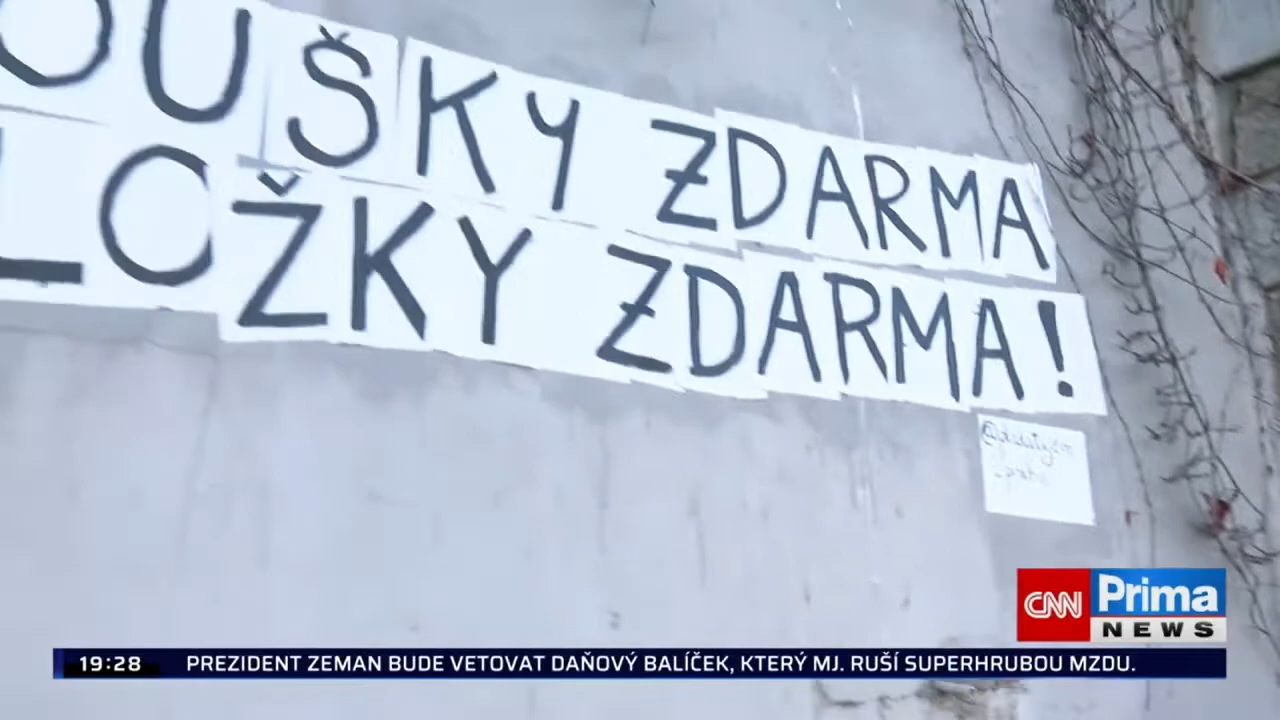 OUŠKY ZDARMA
LOŽKY ZDARMA!
CNN Prima
NEWS
19:28 PREZIDENT ZEMAN BUDE VETOVAT DAŇOVÝ BALÍČEK, KTERÝ MJ. RUŠÍ SUPERHRUBOU MZDU.